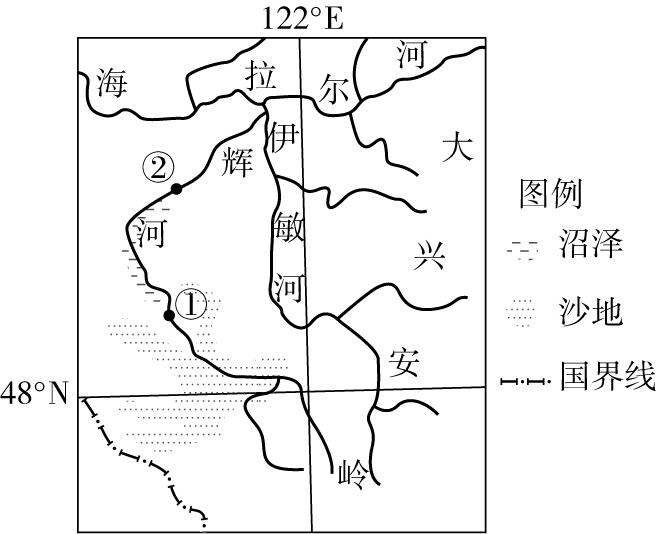 122°E
海
拉
尔
河
伊
敏
河
辉
河
大
兴
安
岭
②
①
48°N
图例
沼泽
沙地
国界线